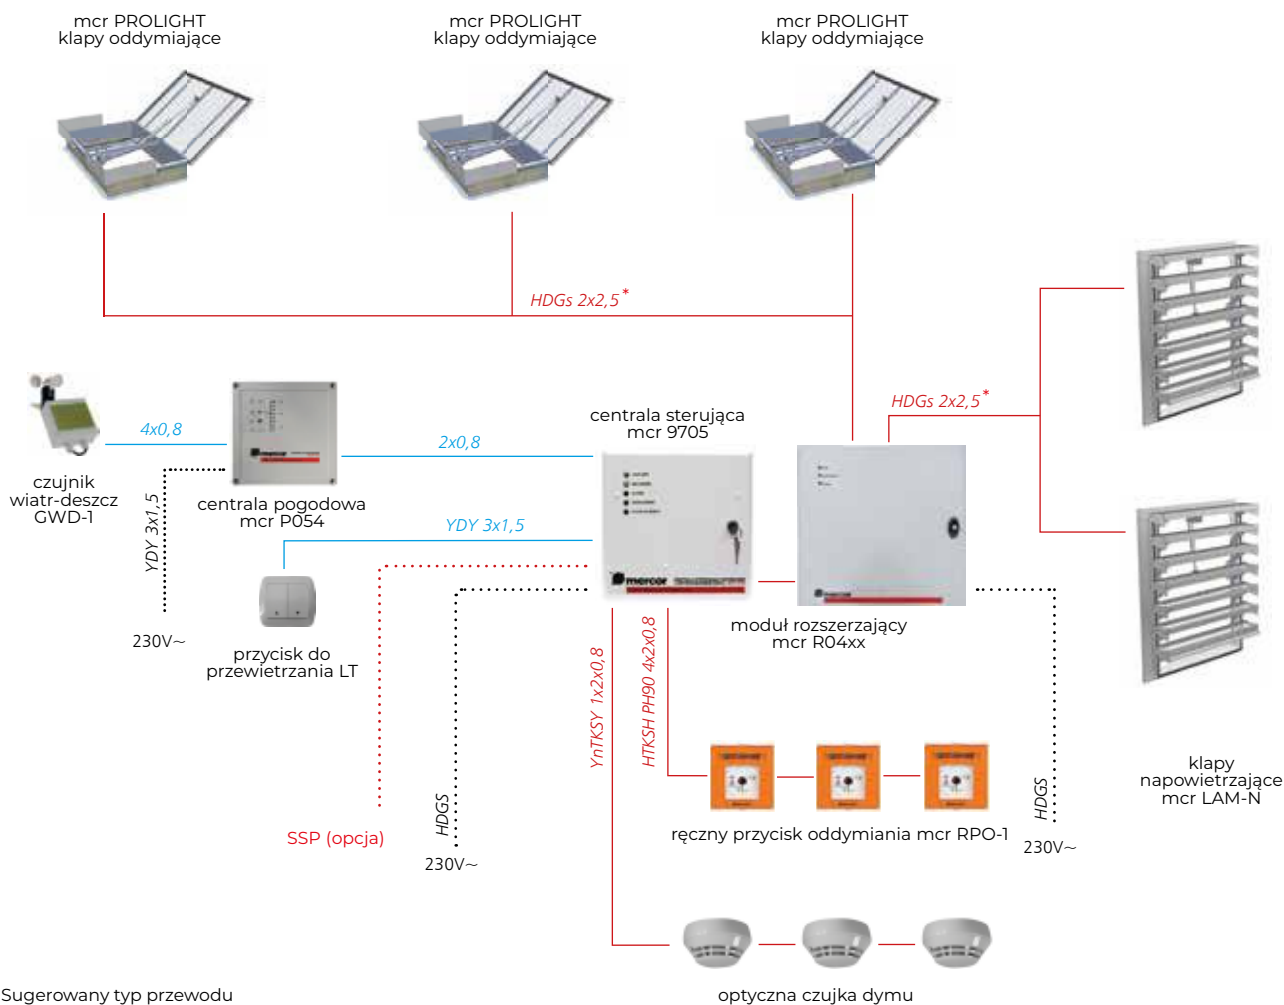 mcr PROLIGHT
klapy oddymiające
mcr PROLIGHT
klapy oddymiające
mcr PROLIGHT
klapy oddymiające
HDGs 2x2,5*
HDGs 2x2,5*
4x0,8
2x0,8
centrala sterująca
mcr 9705
czujnik
wiatr-deszcz
GWD-1
mercor
centrala pogodowa
mcr P054
YDY 3x1,5
YDY 3x1,5
230V~
przycisk do
przewietrzania LT
mercor
mercor
moduł rozszerzający
mcr R04xx
SSP (opcja)
HDGS
230V~
YnTKSY 1x2x0,8
HTKSH PH90 4x2x0,8
ręczny przycisk oddymiania mcr RPO-1
HDGS
230V~
klapy
napowietrzające
mcr LAM-N
optyczna czujka dymu
Sugerowany typ przewodu